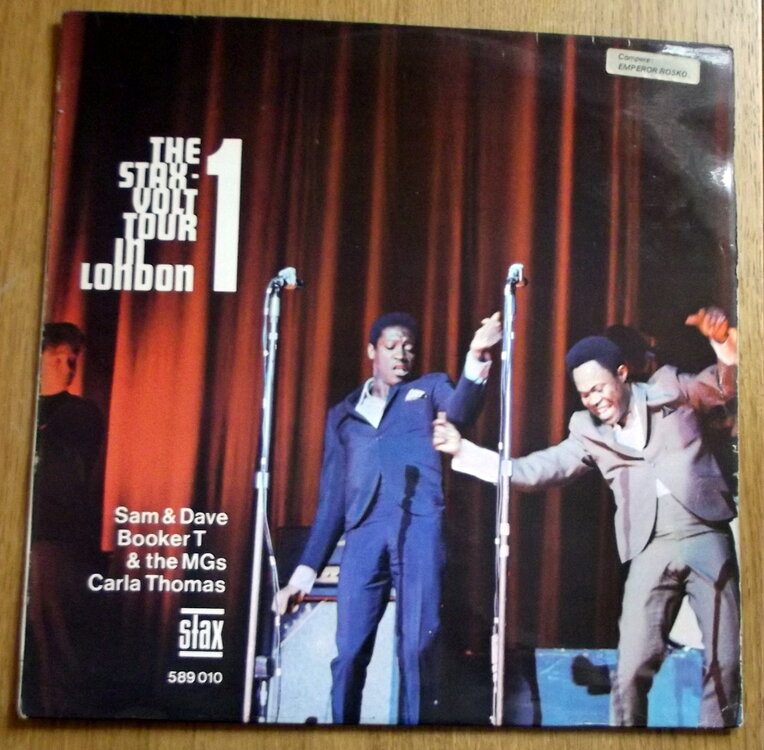 Compere:
EMPEROR ROSKO.
THE
STAX-
VOLT
TOUR
IN
LONDON
1
Sam & Dave
Booker T
& the MGs
Carla Thomas
stax
589 010